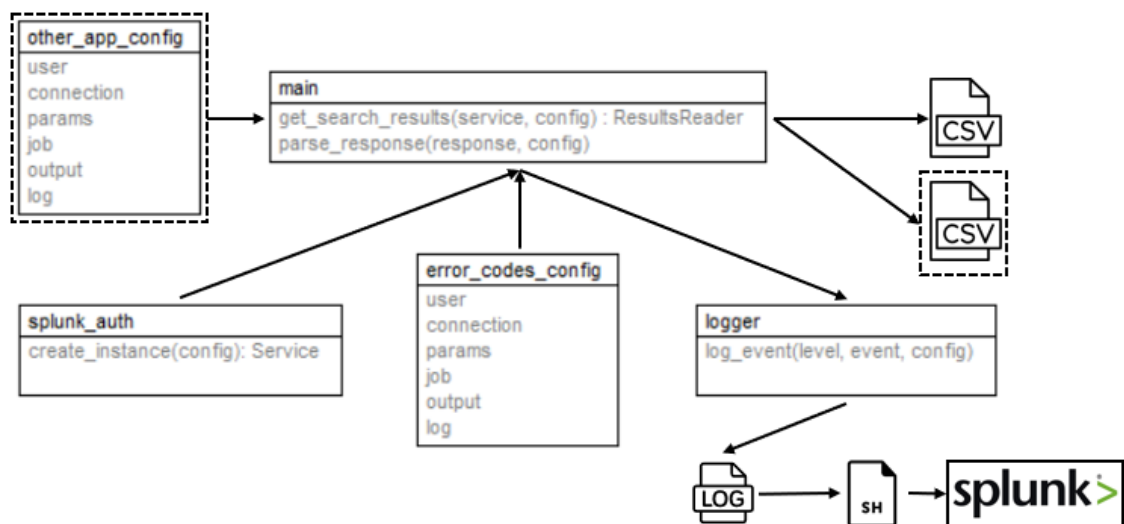 other_app_config
user
connection
params
job
output
log
main
get_search_results(service, config) : ResultsReader
parse_response(response, config)
CSV
CSV
splunk_auth
create_instance(config): Service
error_codes_config
user
connection
params
job
output
log
logger
log_event(level, event, config)
LOG
SH
splunk>